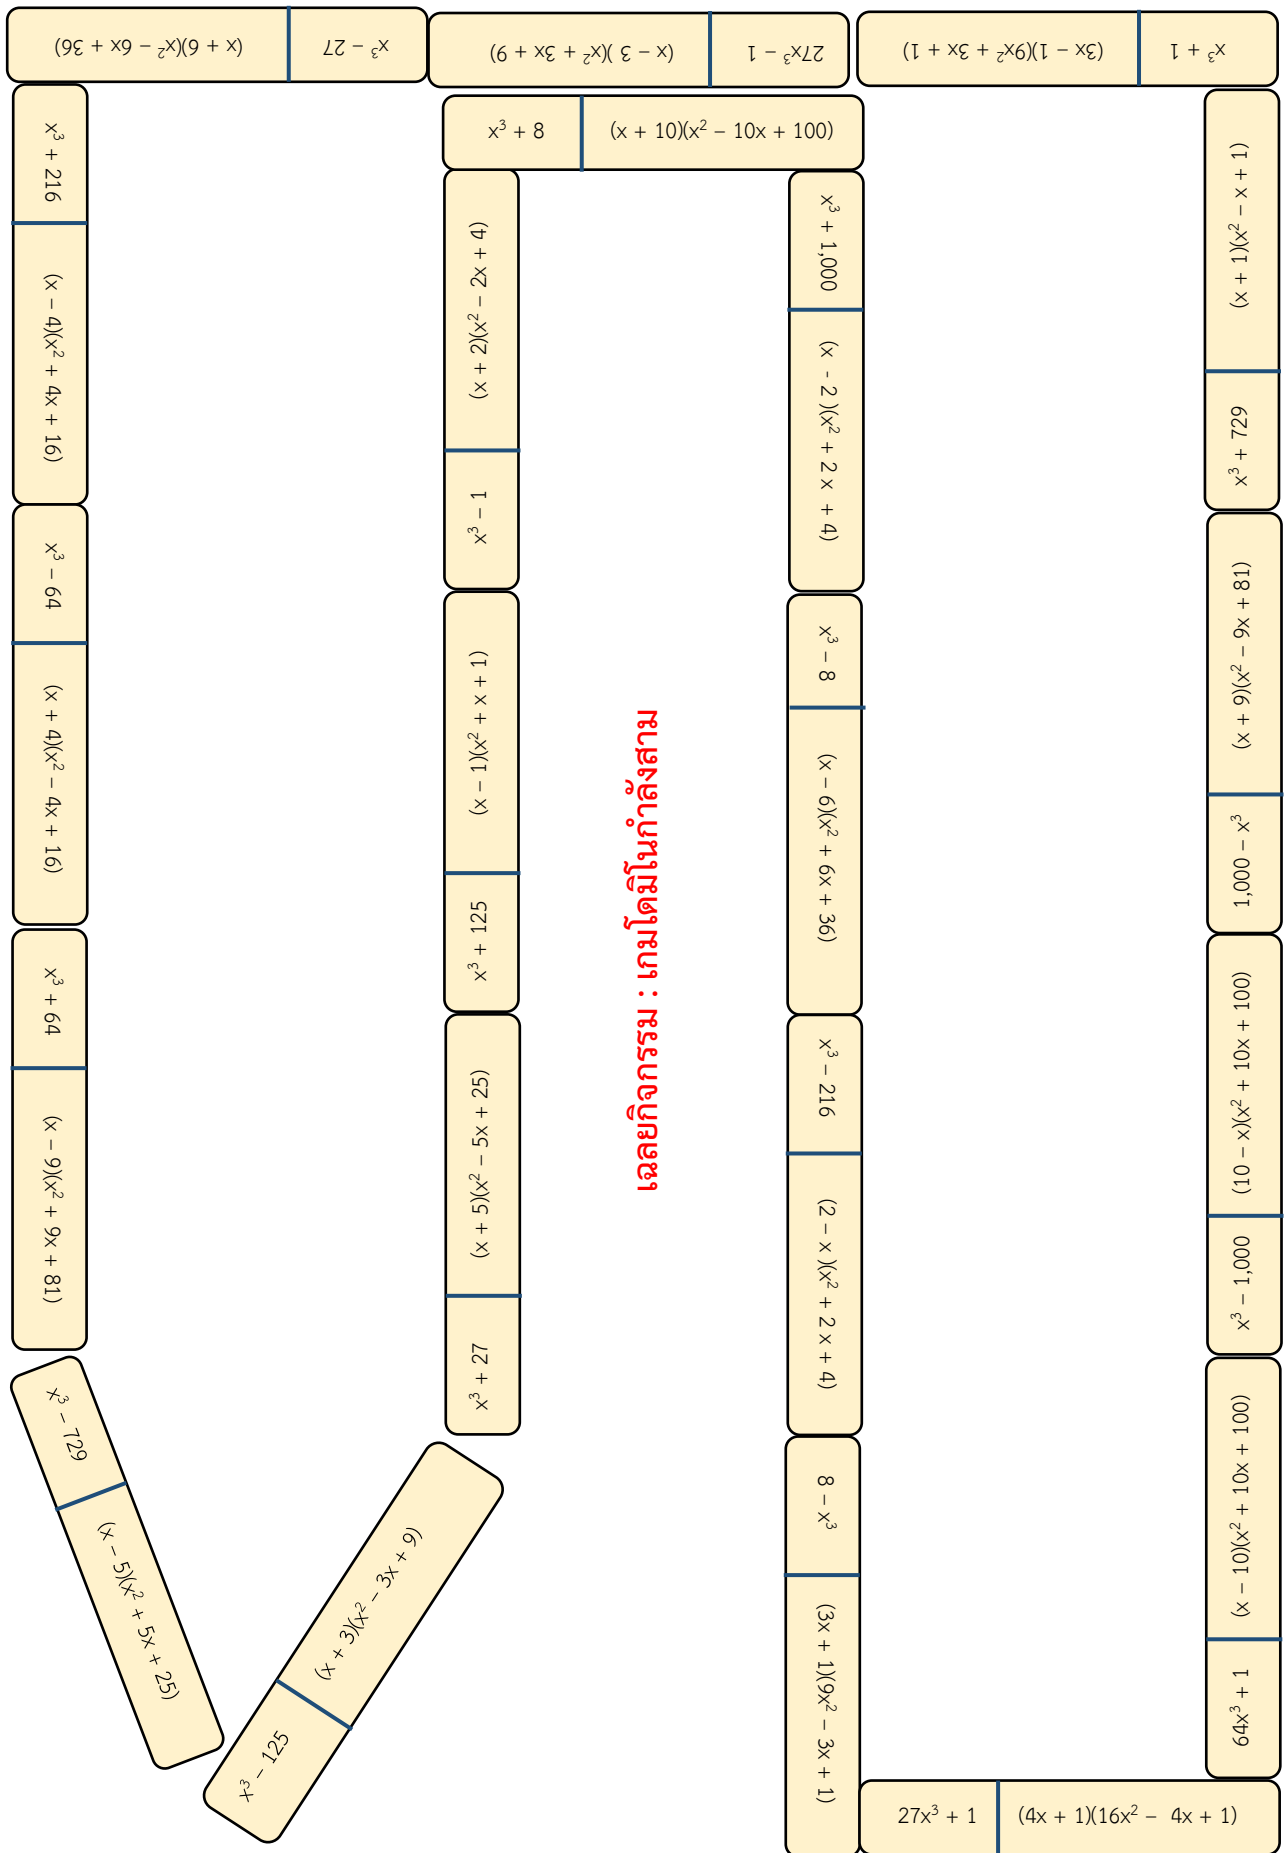 (x + 6)(x² – 6x + 36)
x³ – 27
(x – 3 )(x² + 3x + 9)
27x³ – 1
(3x – 1)(9x² + 3x + 1)
x³ + 1
(x + 1)(x² – x + 1)
x³ + 729
(x + 9)(x² – 9x + 81)
1,000 – x³
(10 – x)(x² + 10x + 100)
x³ – 1,000
(x – 10)(x² + 10x + 100)
64x³ + 1
(4x + 1)(16x² – 4x + 1)
27x³ + 1
(3x + 1)(9x² – 3x + 1)
8 – x³
(2 – x )(x² + 2 x + 4)
x³ – 216
(x – 6)(x² + 6x + 36)
x³ – 8
(x - 2 )(x² + 2 x + 4)
x³ + 1,000
(x + 10)(x² – 10x + 100)
x³ + 8
(x + 2)(x² – 2x + 4)
x³ – 1
(x – 1)(x² + x + 1)
x³ + 125
(x + 5)(x² – 5x + 25)
x³ + 27
(x + 3)(x² – 3x + 9)
x³ – 125
(x – 5)(x² + 5x + 25)
x³ – 729
(x – 9)(x² + 9x + 81)
x³ + 64
(x + 4)(x² – 4x + 16)
x³ – 64
(x – 4)(x² + 4x + 16)
x³ + 216
เฉลยกิจกรรม : เกมโดมิโนกำลังสาม